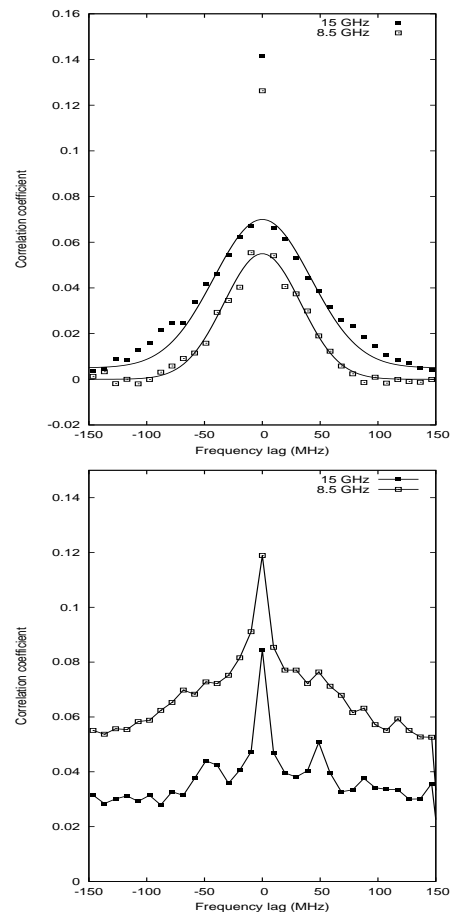 0.16
0.14
0.12
0.1
0.08
0.06
0.04
0.02
0
-0.02
Correlation coefficient
15 GHz
8.5 GHz
-150 -100 -50 0 50 100 150
Frequency lag (MHz)
0.14
0.12
0.1
0.08
0.06
0.04
0.02
0
Correlation coefficient
15 GHz
8.5 GHz
-150 -100 -50 0 50 100 150
Frequency lag (MHz)